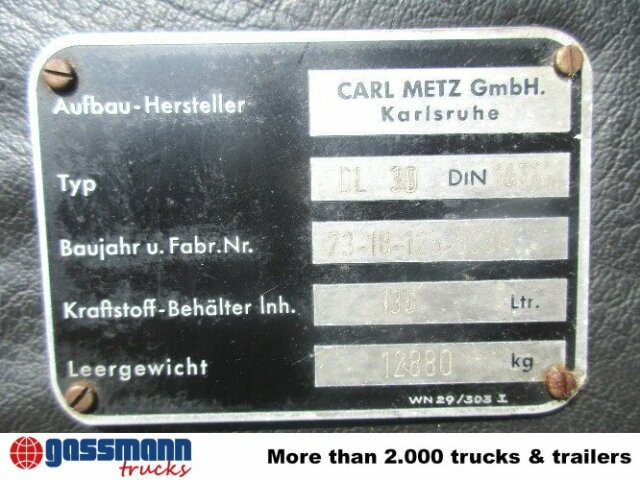 Aufbau-Hersteller CARL METZ GmbH.
Karlsruhe
Typ DL 30 DIN
Baujahr u. Fabr.Nr.
Kraftstoff-Behälter Inh. Ltr.
Leergewicht 12880 kg
WN 29/303 I
gassmann
trucks
More than 2.000 trucks & trailers